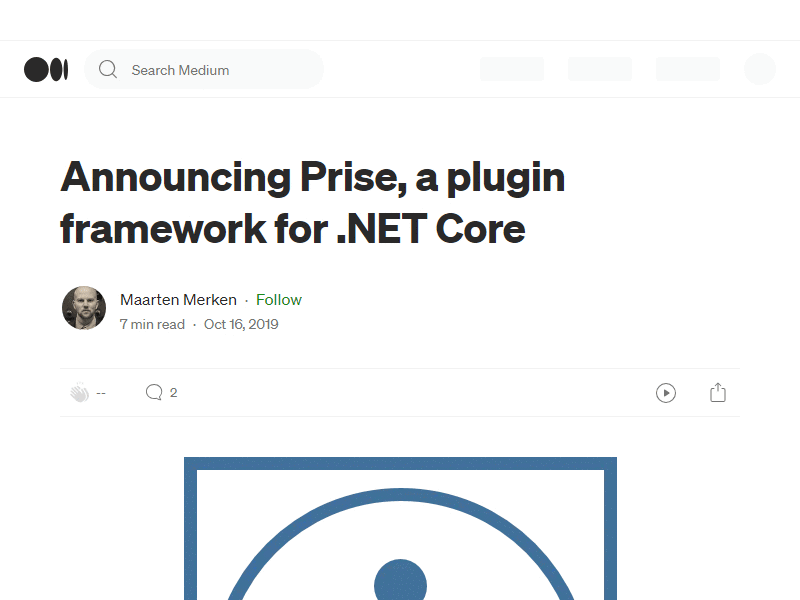 Search Medium
Announcing Prise, a plugin
framework for .NET Core
Maarten Merken · Follow
7 min read · Oct 16, 2019
--
2